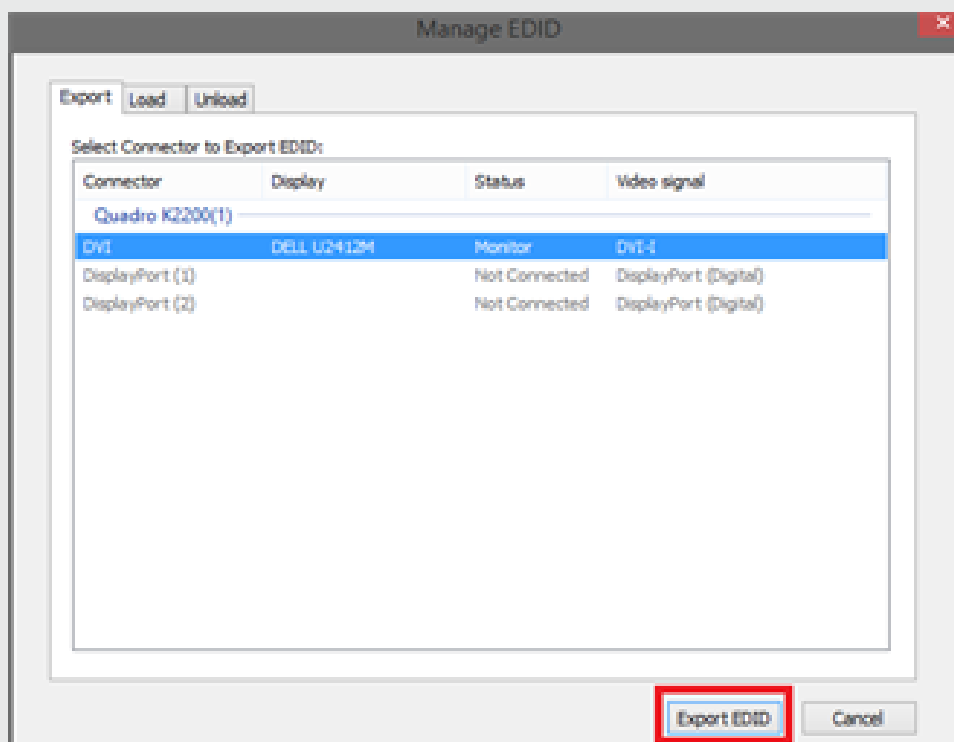 Manage EDID
Export Load Unload
Select Connector to Export EDID:
Connector Display Status Video signal
Quadro K2200(1)
DVI DELL U2412M Monitor DVI-I
DisplayPort (1) Not Connected DisplayPort (Digital)
DisplayPort (2) Not Connected DisplayPort (Digital)
Export EDID Cancel